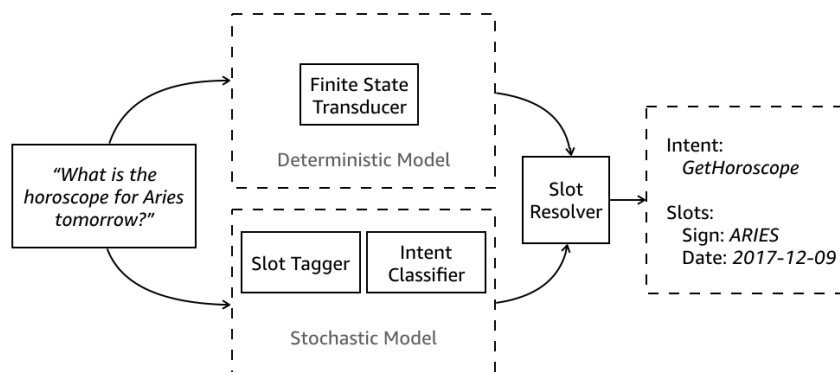 “What is the
horoscope for Aries
tomorrow?”
Finite State
Transducer
Deterministic Model
Slot Tagger
Intent
Classifier
Stochastic Model
Slot
Resolver
Intent:
GetHoroscope
Slots:
Sign: ARIES
Date: 2017-12-09